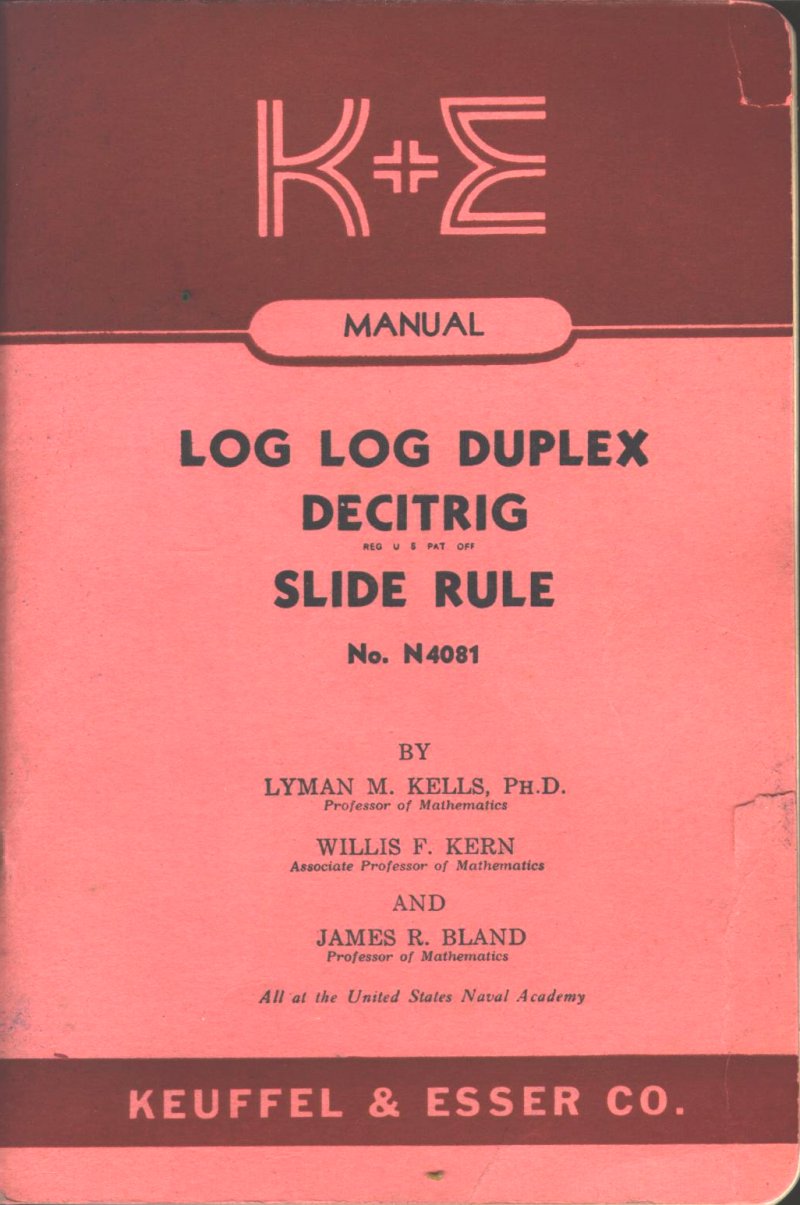 K+E
MANUAL
LOG LOG DUPLEX
DECITRIG
REG U S PAT OFF
SLIDE RULE
No. N4081
BY
LYMAN M. KELLS, PH.D.
Professor of Mathematics
WILLIS F. KERN
Associate Professor of Mathematics
AND
JAMES R. BLAND
Professor of Mathematics
All at the United States Naval Academy
KEUFFEL & ESSER CO.